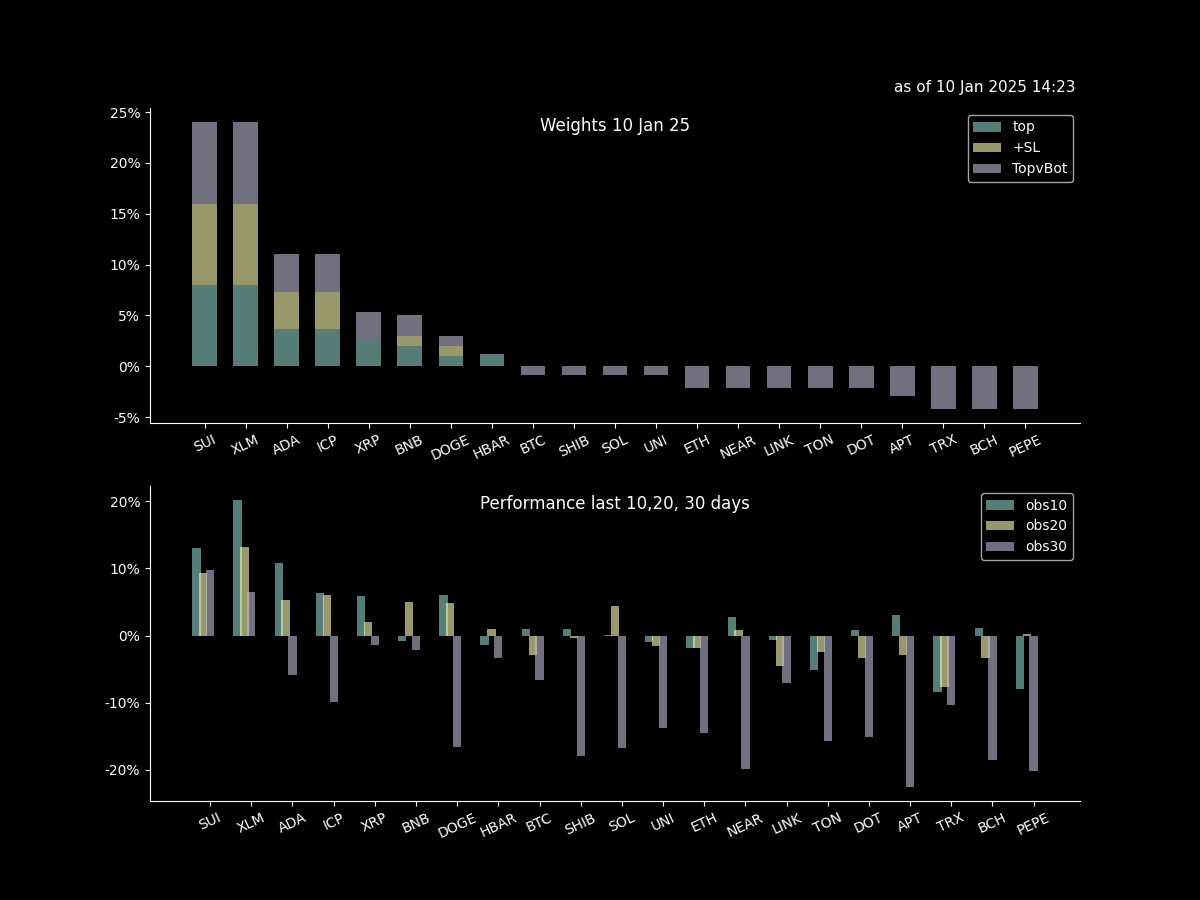 as of 10 Jan 2025 14:23
Weights 10 Jan 25
top
+SL
TopvBot
25%
20%
15%
10%
5%
0%
-5%
SUI XLM ADA ICP XRP BNB DOGE HBAR BTC SHIB SOL UNI ETH NEAR LINK TON DOT APT TRX BCH PEPE
Performance last 10,20, 30 days
obs10
obs20
obs30
20%
10%
0%
-10%
-20%
SUI XLM ADA ICP XRP BNB DOGE HBAR BTC SHIB SOL UNI ETH NEAR LINK TON DOT APT TRX BCH PEPE